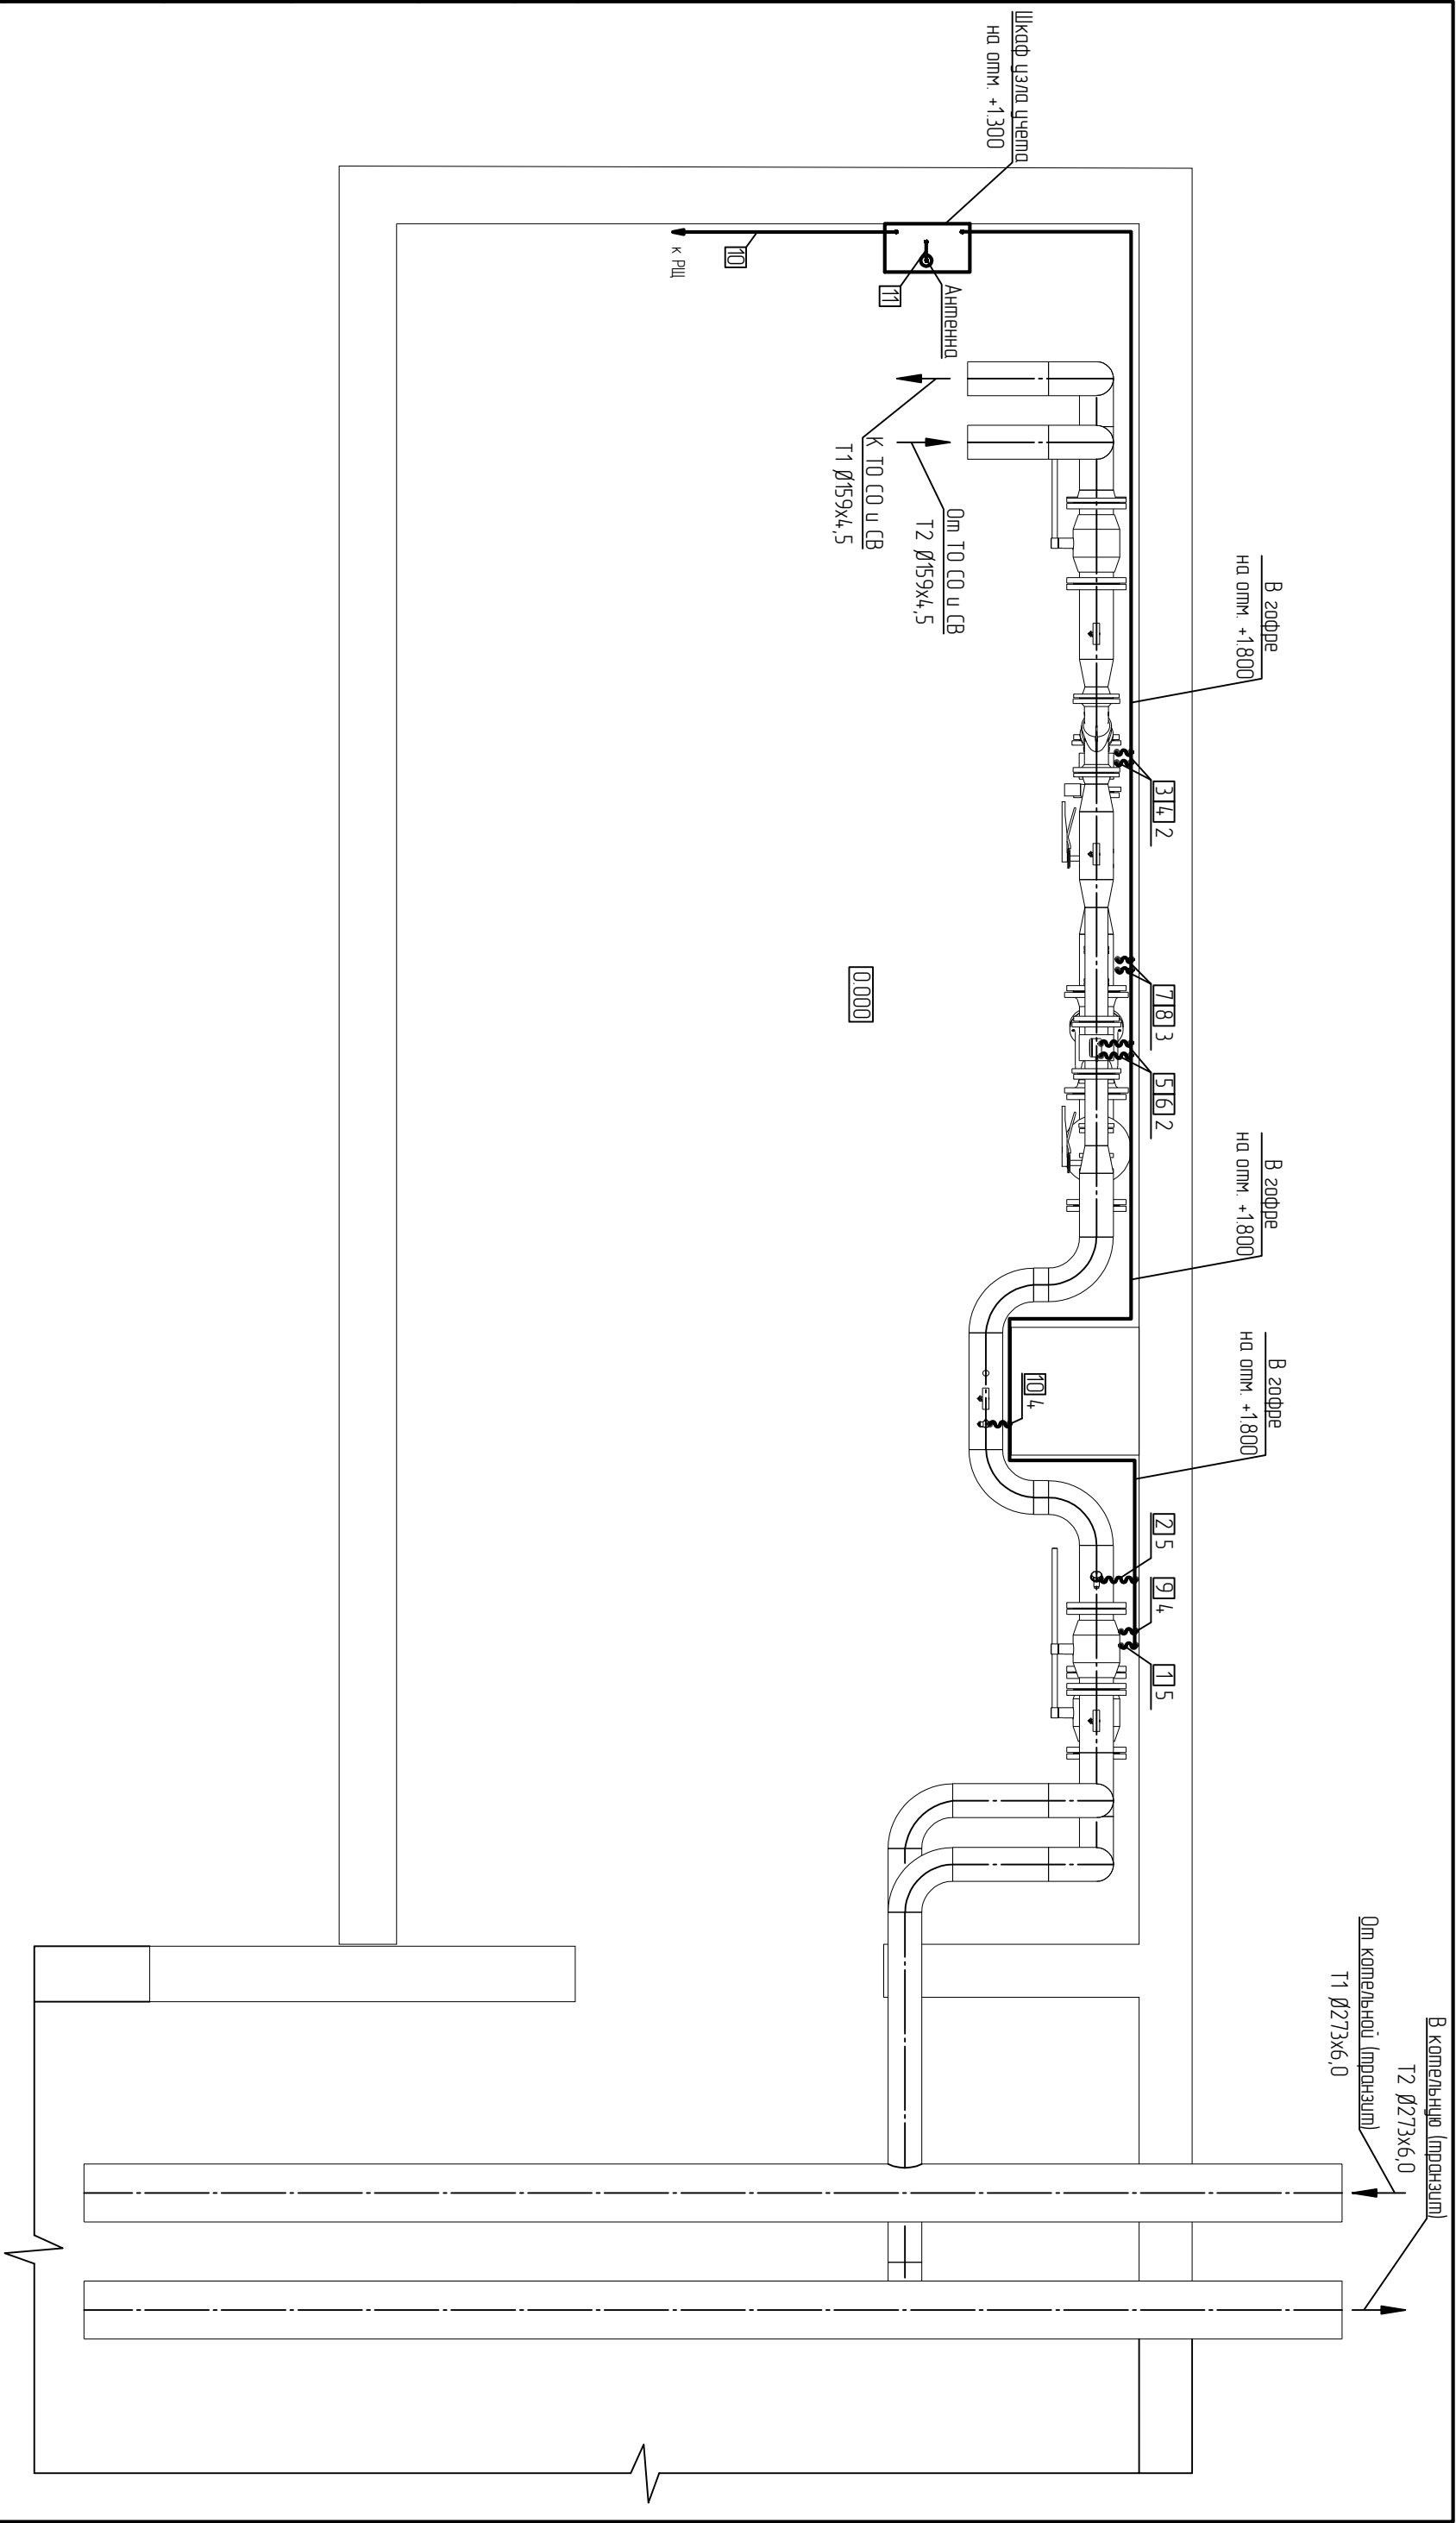 В котельную (транзит)
Т2 Ø273х6,0
От котельной (транзит)
Т1 Ø273х6,0
В гофре
на отм. +1.800
В гофре
на отм. +1.800
В гофре
на отм. +1.800
3 4 2
7 8 3
5 6 2
2 5
9 4
1 5
10 4
Шкаф узла учета
на отм. +1.300
Антенна
11
10
к РЩ
От ТО СО и СВ
Т2 Ø159х4,5
К ТО СО и СВ
Т1 Ø159х4,5
0.000